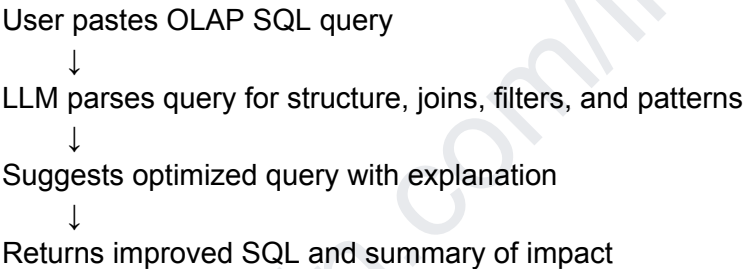 User pastes OLAP SQL query
↓
LLM parses query for structure, joins, filters, and patterns
↓
Suggests optimized query with explanation
↓
Returns improved SQL and summary of impact